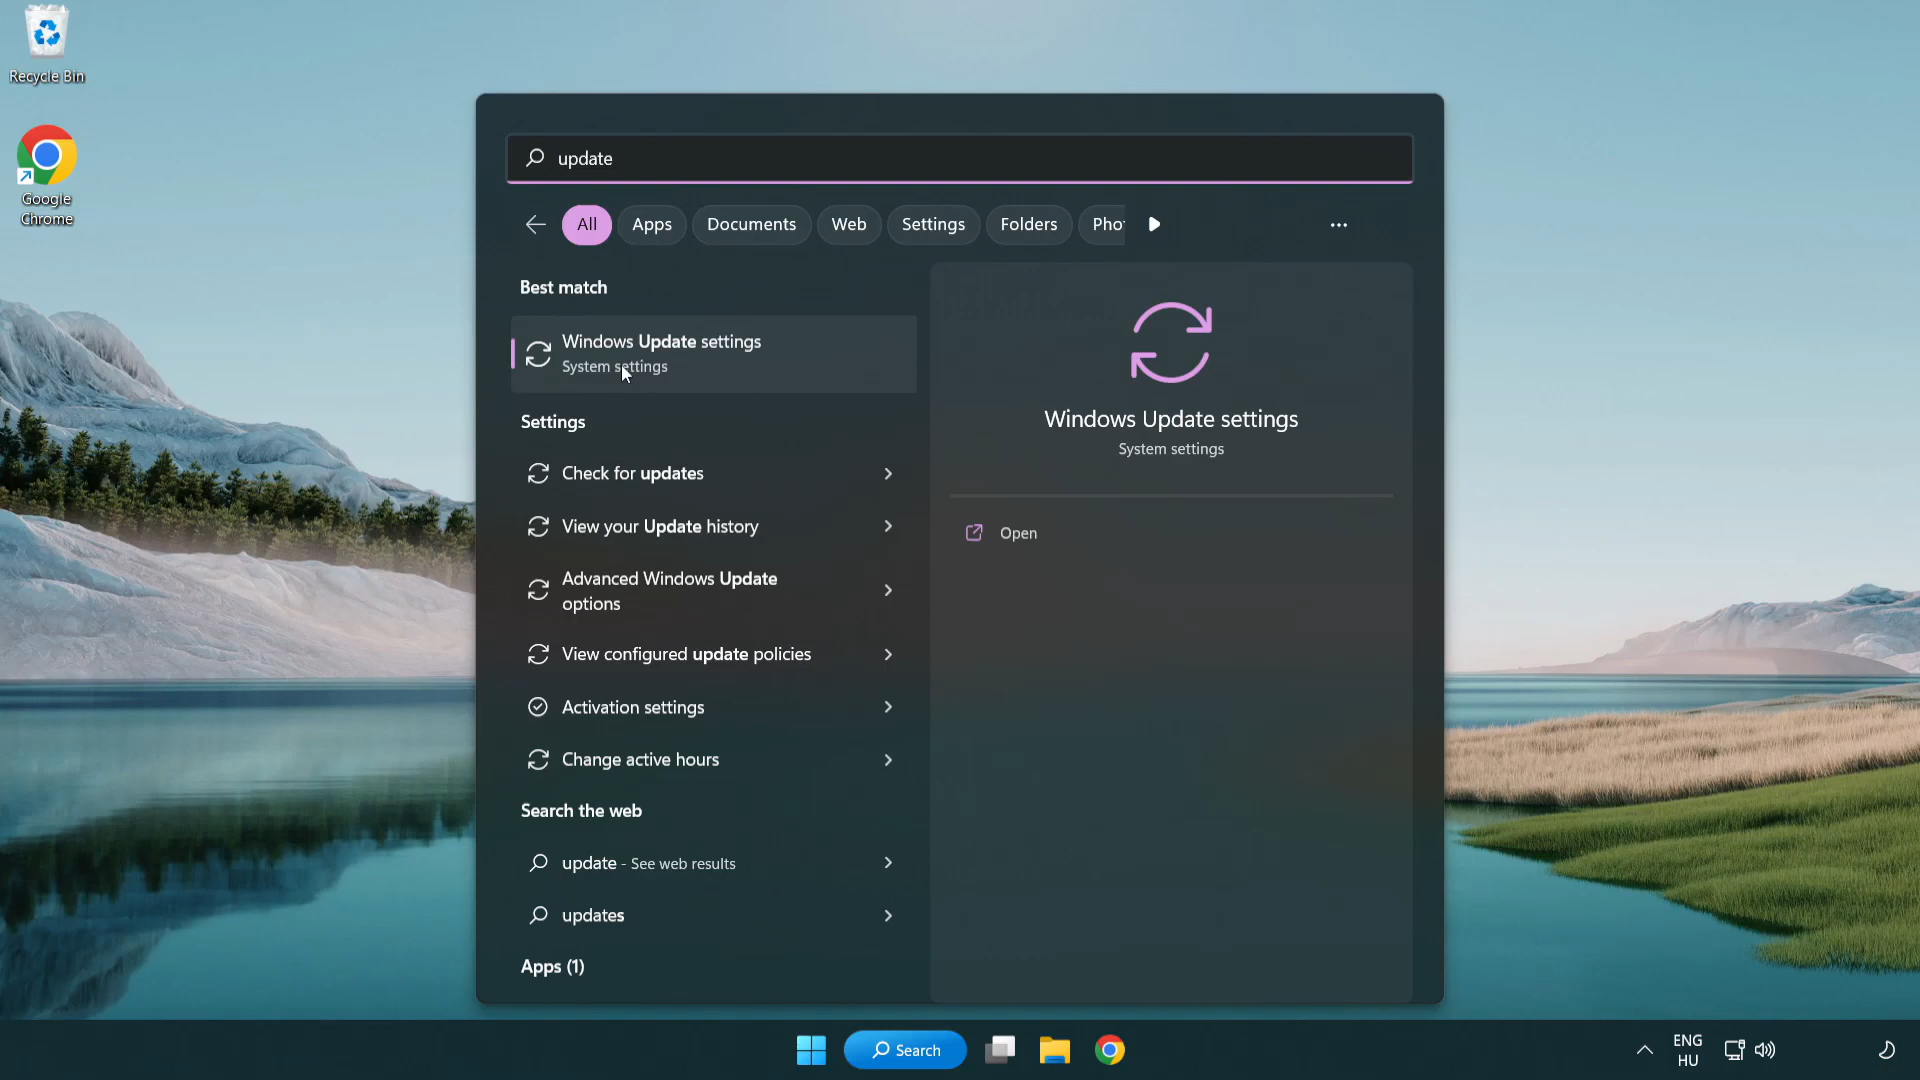 Recycle Bin
Google
Chrome
update
All
Apps
Documents
Web
Settings
Folders
Best match
Windows Update settings
System settings
Settings
Check for updates
View your Update history
Advanced Windows Update
options
View configured update policies
Activation settings
Change active hours
Search the web
update - See web results
updates
Apps (1)
Windows Update settings
System settings
Open
Search
ENG
HU